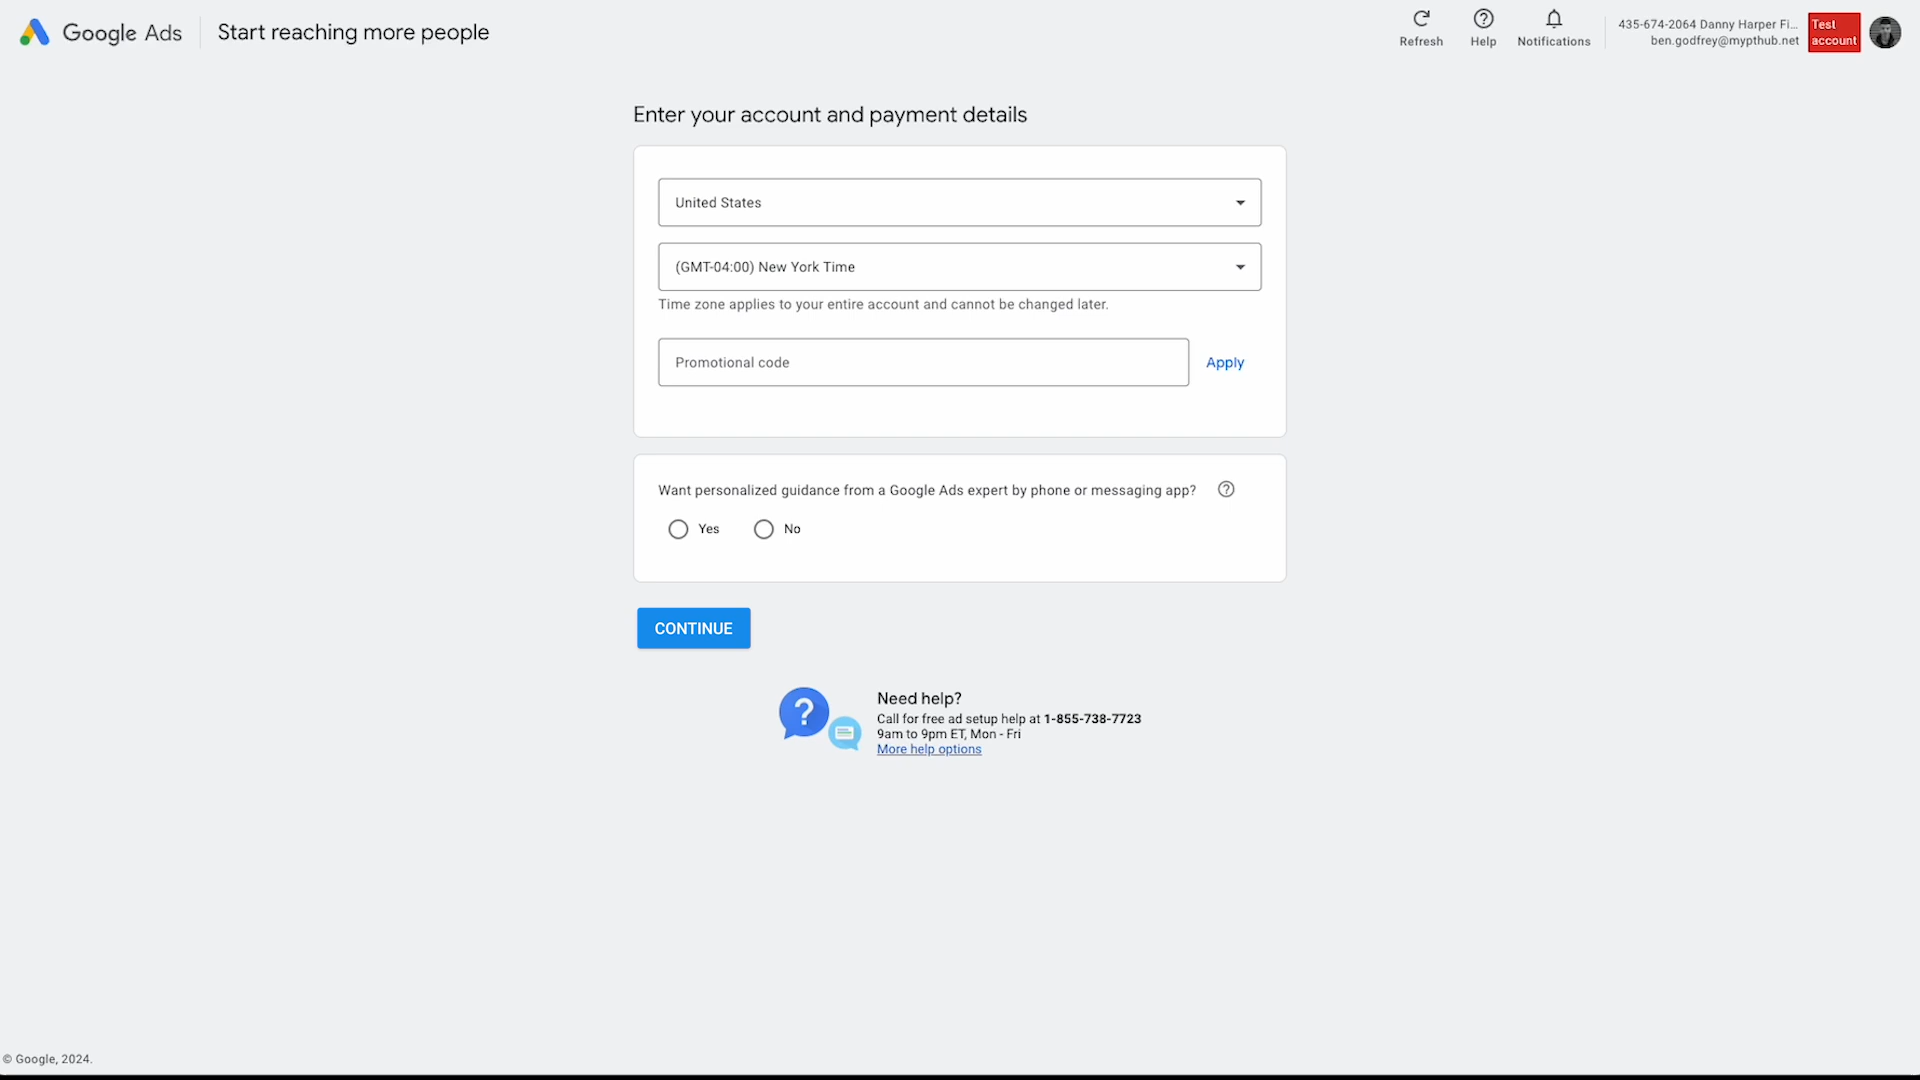 Google Ads
Start reaching more people
Refresh
Help
Notifications
435-674-2064 Danny Harper Fi...
ben.godfrey@mypthub.net
Test
account
Enter your account and payment details
United States
(GMT-04:00) New York Time
Time zone applies to your entire account and cannot be changed later.
Promotional code
Apply
Want personalized guidance from a Google Ads expert by phone or messaging app?
Yes
No
CONTINUE
Need help?
Call for free ad setup help at 1-855-738-7723
9am to 9pm ET, Mon - Fri
More help options
© Google, 2024.